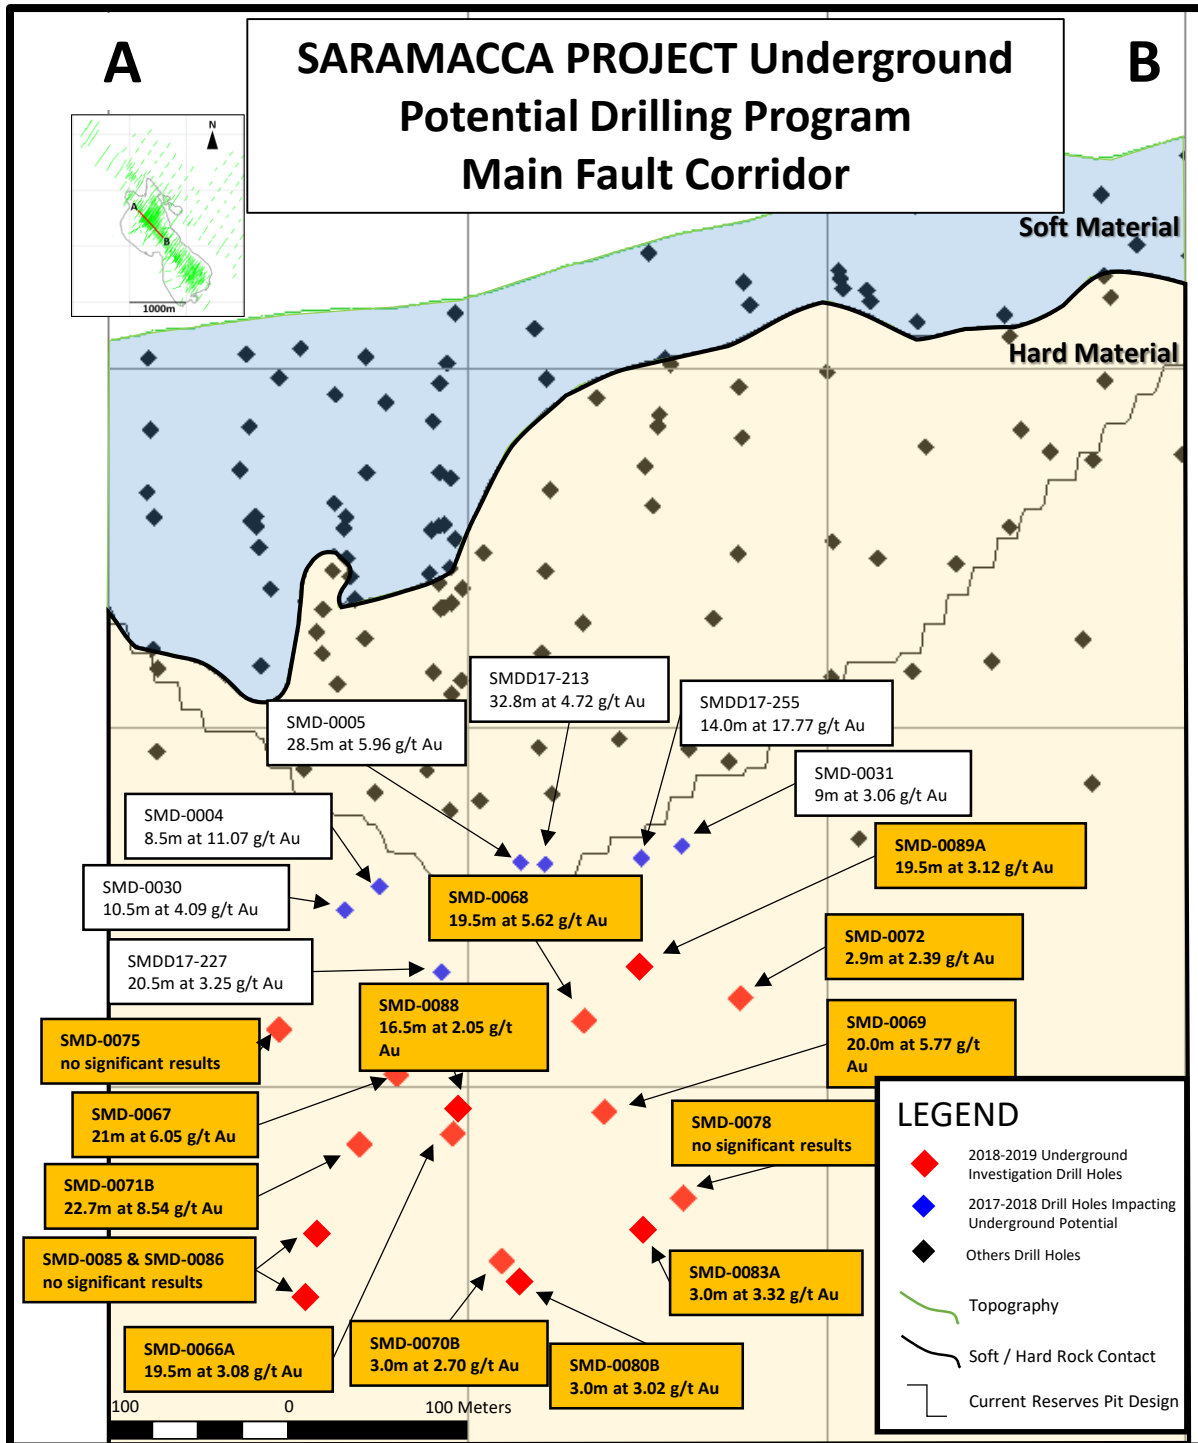 A
SARAMACCA PROJECT Underground
Potential Drilling Program
Main Fault Corridor
B
N
A
B
1000m
Soft Material
Hard Material
SMDD17-213
32.8m at 4.72 g/t Au
SMDD17-255
14.0m at 17.77 g/t Au
SMD-0005
28.5m at 5.96 g/t Au
SMD-0031
9m at 3.06 g/t Au
SMD-0004
8.5m at 11.07 g/t Au
SMD-0089A
19.5m at 3.12 g/t Au
SMD-0030
10.5m at 4.09 g/t Au
SMD-0068
19.5m at 5.62 g/t Au
SMD-0072
2.9m at 2.39 g/t Au
SMDD17-227
20.5m at 3.25 g/t Au
SMD-0088
16.5m at 2.05 g/t
Au
SMD-0069
20.0m at 5.77 g/t
Au
SMD-0075
no significant results
SMD-0067
21m at 6.05 g/t Au
SMD-0078
no significant results
SMD-0071B
22.7m at 8.54 g/t Au
SMD-0085 & SMD-0086
no significant results
SMD-0083A
3.0m at 3.32 g/t Au
SMD-0066A
19.5m at 3.08 g/t Au
SMD-0070B
3.0m at 2.70 g/t Au
SMD-0080B
3.0m at 3.02 g/t Au
LEGEND
2018-2019 Underground
Investigation Drill Holes
2017-2018 Drill Holes Impacting
Underground Potential
Others Drill Holes
Topography
Soft / Hard Rock Contact
Current Reserves Pit Design
100
0
100 Meters